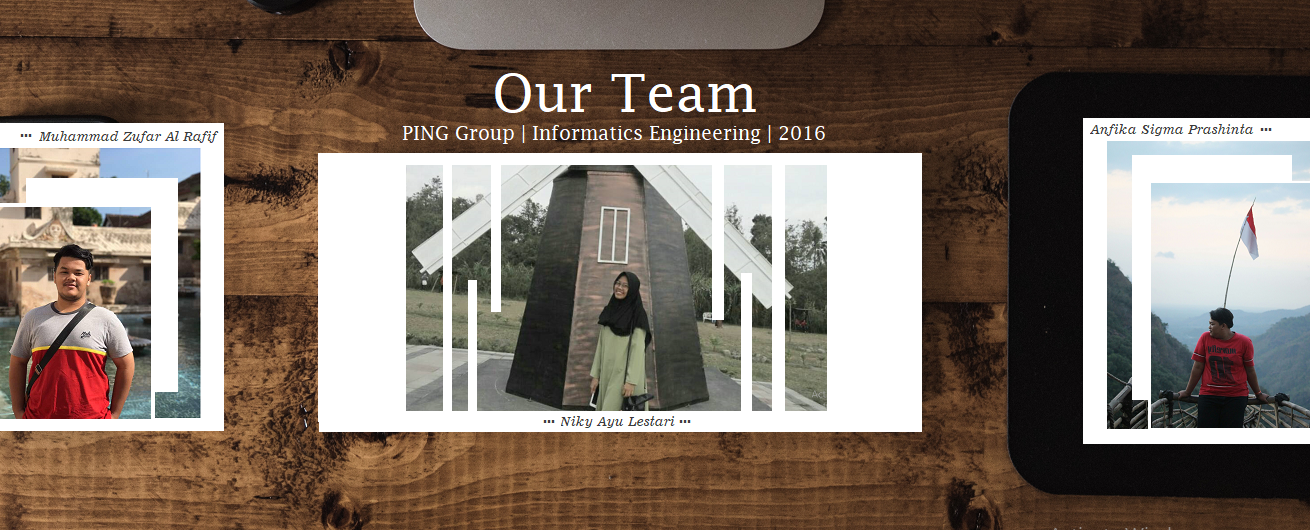 Our Team
PING Group | Informatics Engineering | 2016
··· Muhammad Zufar Al Rafif
··· Niky Ayu Lestari ···
Anfika Sigma Prashinta ···